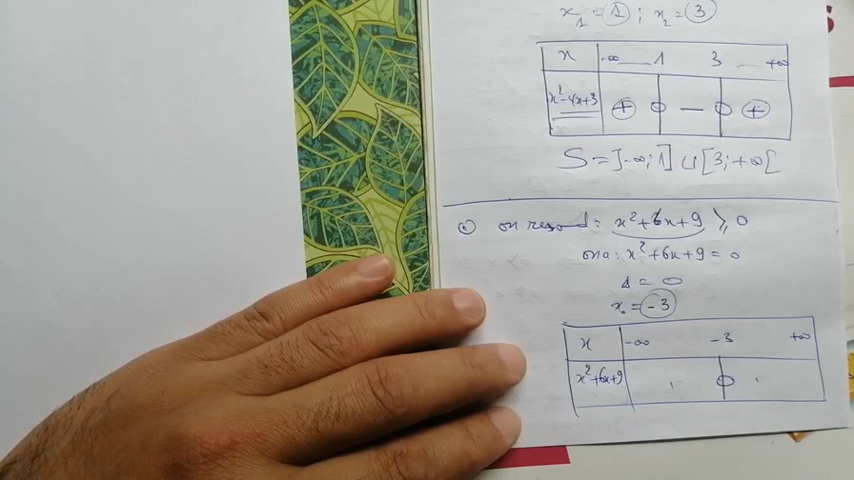 x₁ = 1 ; x₂ = 3
x -∞ 1 3 +∞
x²-4x+3 + 0 - 0 +
S = ]-∞; 1] ∪ [3; +∞[
on resoud: x²+6x+9 ≥ 0
on a: x²+6x+9 = 0
Δ = 0
x₀ = -3
x -∞ -3 +∞
x²+6x+9 0